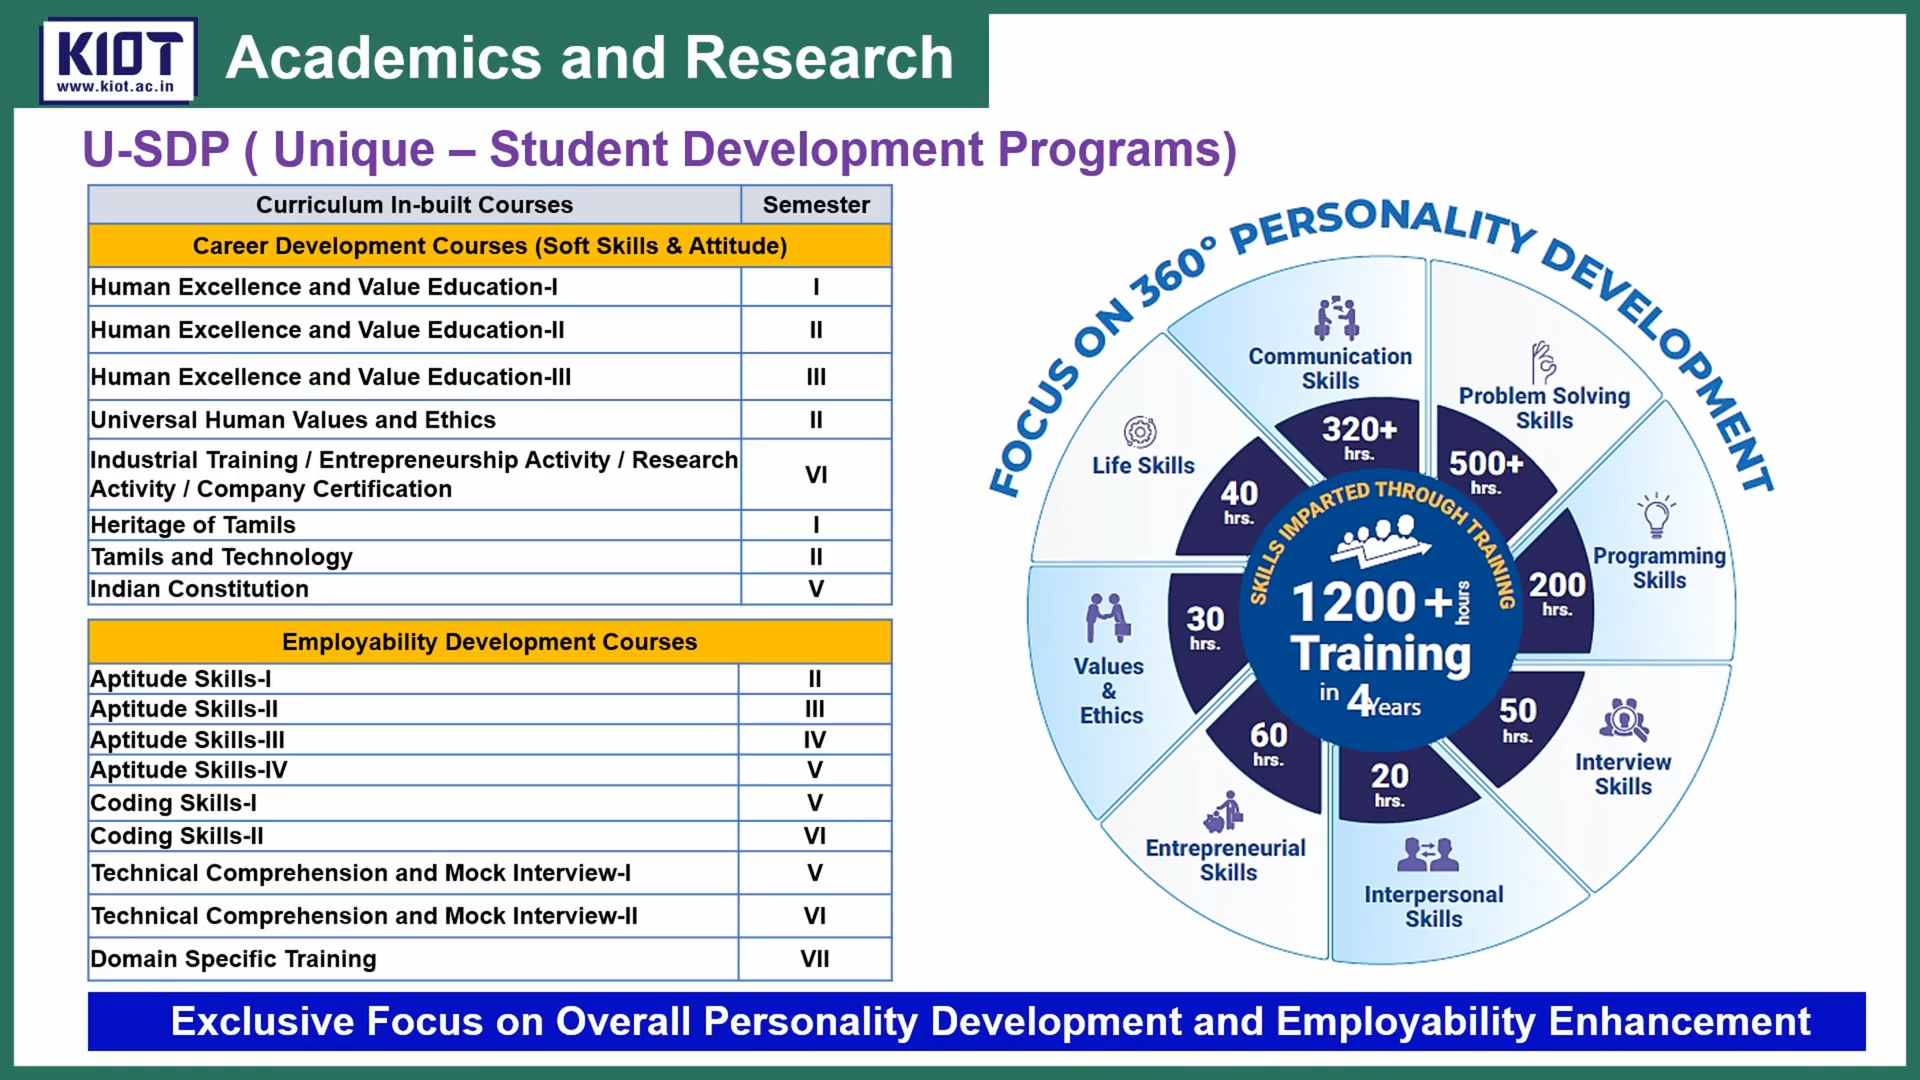 KIOT
www.kiot.ac.in
Academics and Research
U-SDP ( Unique – Student Development Programs)
Curriculum In-built Courses Semester
Career Development Courses (Soft Skills & Attitude)
Human Excellence and Value Education-I I
Human Excellence and Value Education-II II
Human Excellence and Value Education-III III
Universal Human Values and Ethics II
Industrial Training / Entrepreneurship Activity / Research
Activity / Company Certification VI
Heritage of Tamils I
Tamils and Technology II
Indian Constitution V
Employability Development Courses
Aptitude Skills-I II
Aptitude Skills-II III
Aptitude Skills-III IV
Aptitude Skills-IV V
Coding Skills-I V
Coding Skills-II VI
Technical Comprehension and Mock Interview-I V
Technical Comprehension and Mock Interview-II VI
Domain Specific Training VII
FOCUS ON 360° PERSONALITY DEVELOPMENT
Communication
Skills
320+
hrs.
Problem Solving
Skills
500+
hrs.
Programming
Skills
200
hrs.
Interview
Skills
50
hrs.
Interpersonal
Skills
20
hrs.
Entrepreneurial
Skills
60
hrs.
Values
&
Ethics
30
hrs.
Life Skills
40
hrs.
SKILLS IMPARTED THROUGH TRAINING
1200+ hours
Training
in 4 Years
Exclusive Focus on Overall Personality Development and Employability Enhancement